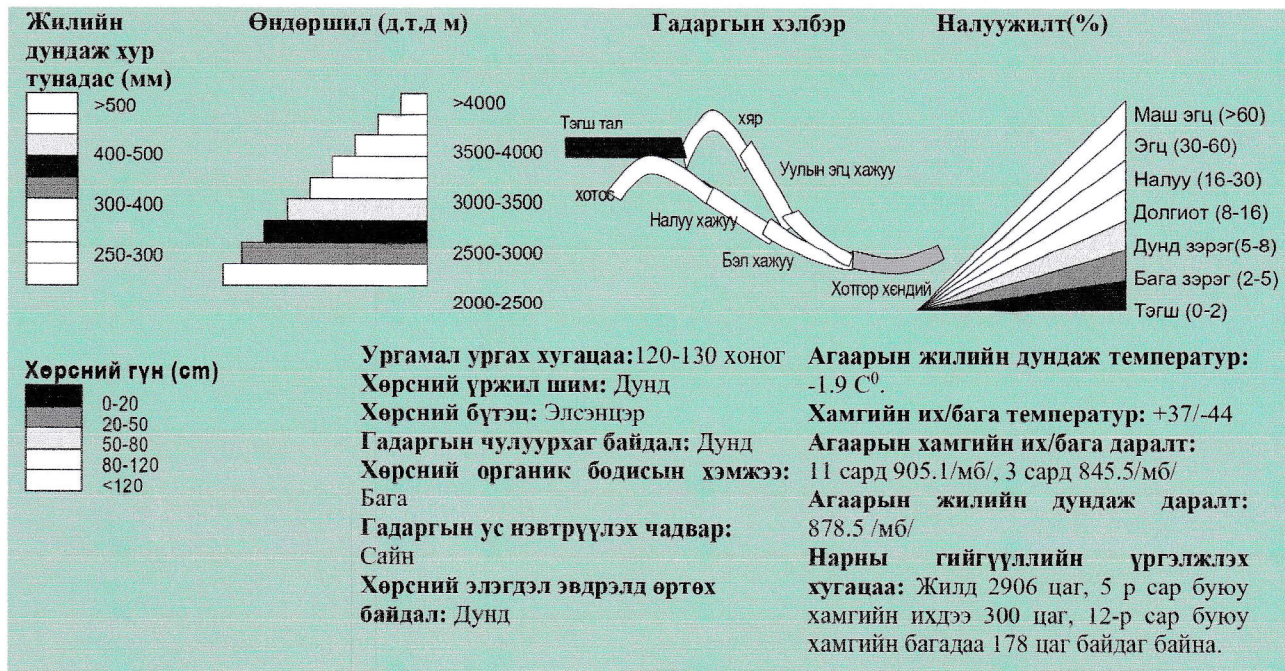 Жилийн дундаж хур тунадас (мм)
>500
400-500
300-400
250-300
Өндөршил (д.т.д м)
>4000
3500-4000
3000-3500
2500-3000
2000-2500
Гадаргын хэлбэр
Тэгш тал
хяр
Уулын эгц хажуу
хотос
Налуу хажуу
Бэл хажуу
Хотгор хөндий
Налуужилт(%)
Маш эгц (>60)
Эгц (30-60)
Налуу (16-30)
Долгиот (8-16)
Дунд зэрэг(5-8)
Бага зэрэг (2-5)
Тэгш (0-2)
Хөрсний гүн (cm)
0-20
20-50
50-80
80-120
<120
Ургамал ургах хугацаа:120-130 хоног
Хөрсний үржил шим: Дунд
Хөрсний бүтэц: Элсэнцэр
Гадаргын чулуурхаг байдал: Дунд
Хөрсний органик бодисын хэмжээ:
Бага
Гадаргын ус нэвтрүүлэх чадвар:
Сайн
Хөрсний элэгдэл эвдрэлд өртөх
байдал: Дунд
Агаарын жилийн дундаж температур:
-1.9 С⁰.
Хамгийн их/бага температур: +37/-44
Агаарын хамгийн их/бага даралт:
11 сард 905.1/мб/, 3 сард 845.5/мб/
Агаарын жилийн дундаж даралт:
878.5 /мб/
Нарны гийгүүллийн үргэлжлэх
хугацаа: Жилд 2906 цаг, 5 р сар буюу
хамгийн ихдээ 300 цаг, 12-р сар буюу
хамгийн багадаа 178 цаг байдаг байна.